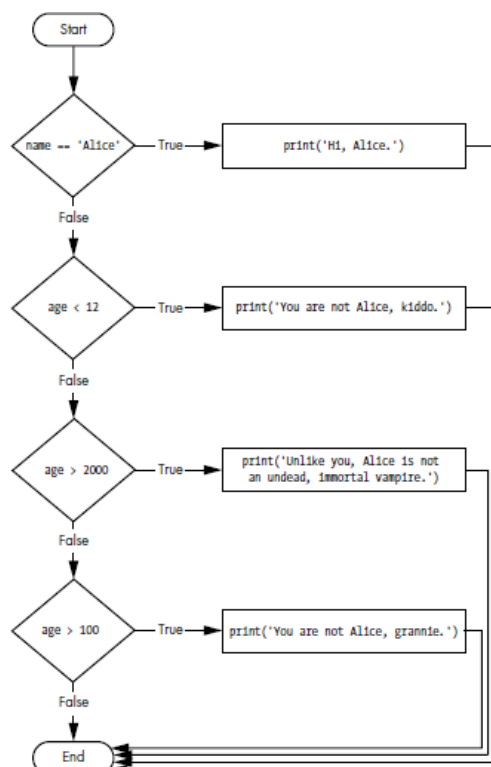 Start
name == 'Alice'
True
print('Hi, Alice.')
False
age < 12
True
print('You are not Alice, kiddo.')
False
age > 2000
True
print('Unlike you, Alice is not
an undead, immortal vampire.')
False
age > 100
True
print('You are not Alice, grannie.')
False
End